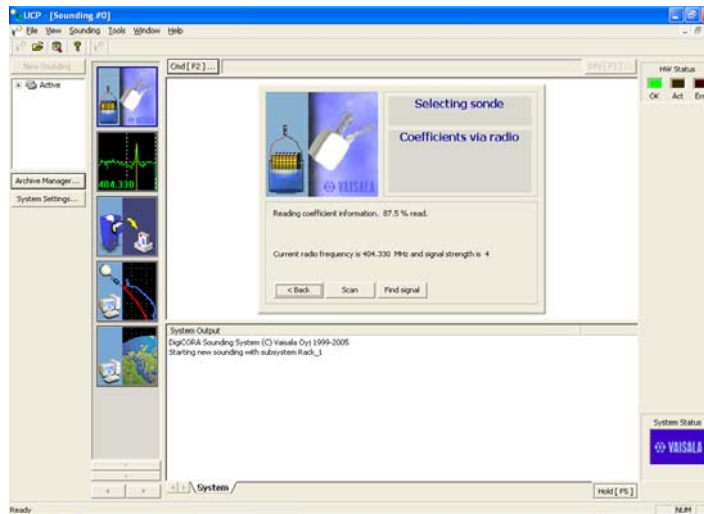 UCP - [Sounding #0]
File View Sounding Tools Window Help
New Sounding
Cmd [ F2 ] ...
HW Status
OK Act Err
Active
Selecting sonde
Coefficients via radio
404.330
VAISALA
Archive Manager...
System Settings...
Reading coefficient information. 87.5 % read.
Current radio frequency is 404.330 MHz and signal strength is 4
< Back
Scan
Find signal
System Output
DigiCORA Sounding System (C) Vaisala Oyj 1999-2005
Starting new sounding with subsystem Rack_1
System Status
VAISALA
System
Hold [ F5 ]
Ready
NUM